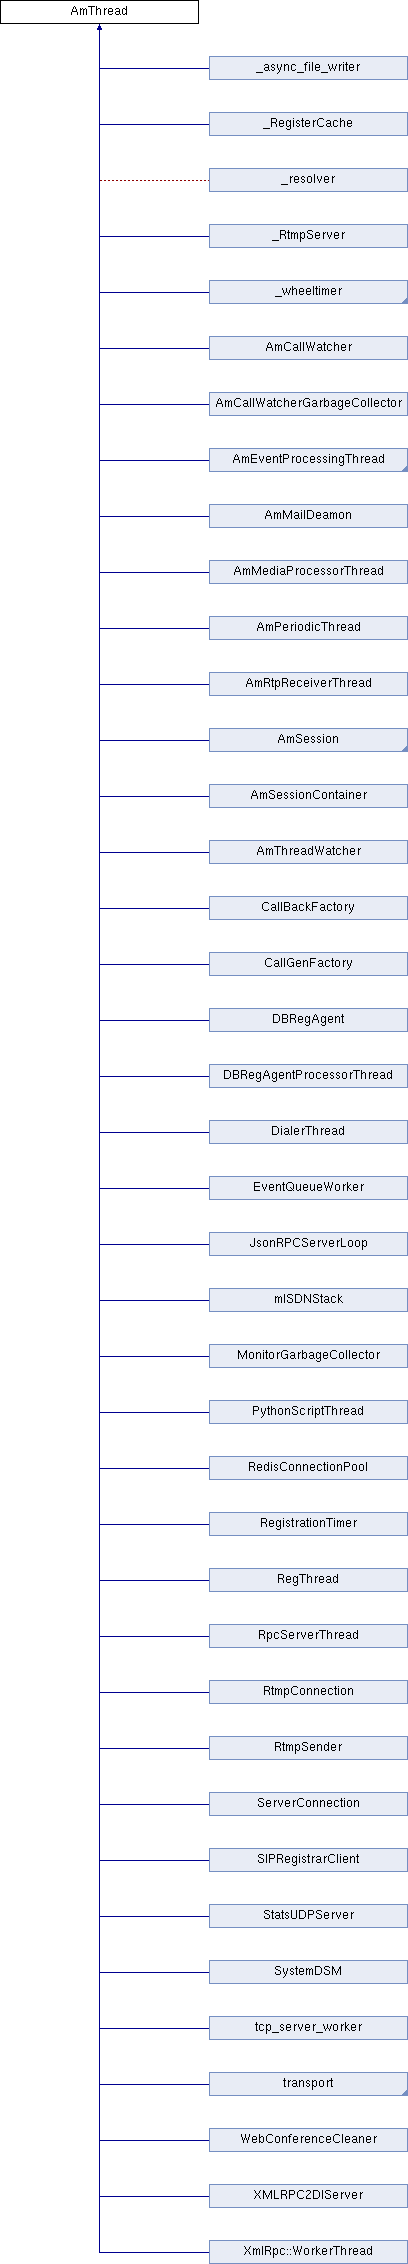 AmThread
_async_file_writer
_RegisterCache
_resolver
_RtmpServer
_wheeltimer
AmCallWatcher
AmCallWatcherGarbageCollector
AmEventProcessingThread
AmMailDeamon
AmMediaProcessorThread
AmPeriodicThread
AmRtpReceiverThread
AmSession
AmSessionContainer
AmThreadWatcher
CallBackFactory
CallGenFactory
DBRegAgent
DBRegAgentProcessorThread
DialerThread
EventQueueWorker
JsonRPCServerLoop
mISDNStack
MonitorGarbageCollector
PythonScriptThread
RedisConnectionPool
RegistrationTimer
RegThread
RpcServerThread
RtmpConnection
RtmpSender
ServerConnection
SIPRegistrarClient
StatsUDPServer
SystemDSM
tcp_server_worker
transport
WebConferenceCleaner
XMLRPC2DIServer
XmlRpc::WorkerThread